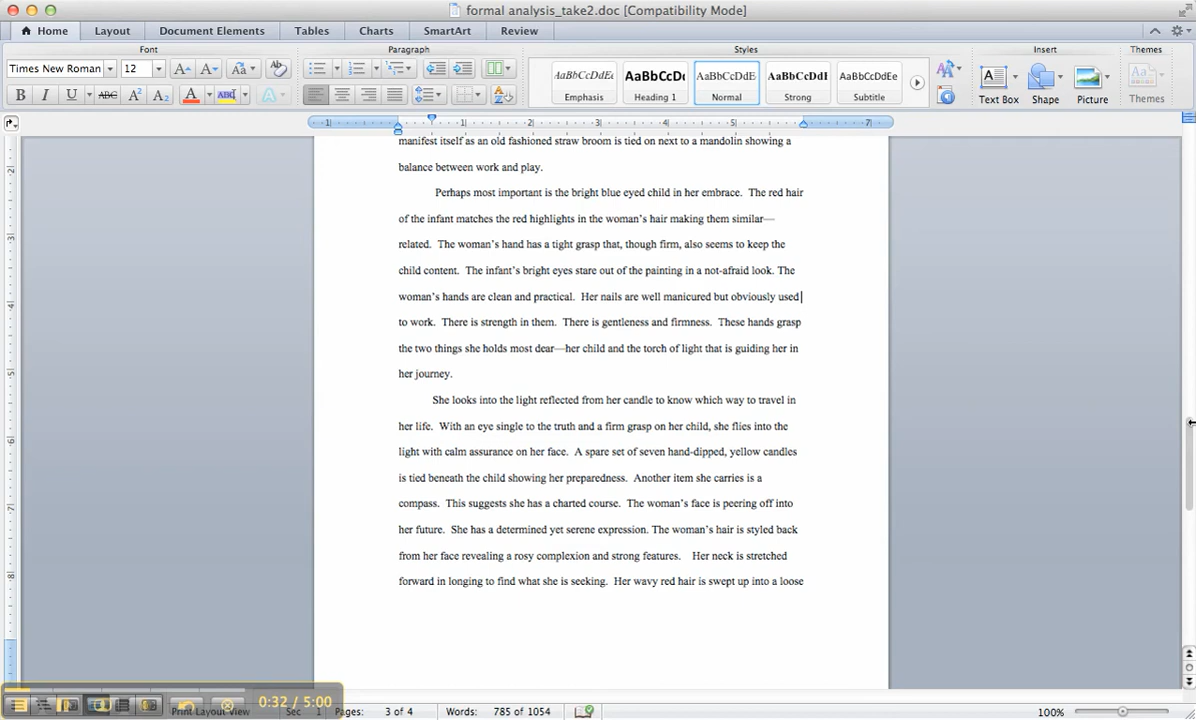 formal analysis_take2.doc [Compatibility Mode]
Home Layout Document Elements Tables Charts SmartArt Review
Font Paragraph Styles Insert Themes
Times New Roman 12 Aa
AaBbCcDdEe AaBbCcDc AaBbCcDdE AaBbCcDdI AaBbCcDdEe
B I U ABC A² A₂ A ABC A
Emphasis Heading 1 Normal Strong Subtitle Text Box Shape Picture Themes
1 1 2 3 4 5 7
manifest itself as an old fashioned straw broom is tied on next to a mandolin showing a
balance between work and play.
Perhaps most important is the bright blue eyed child in her embrace. The red hair
of the infant matches the red highlights in the woman's hair making them similar—
related. The woman's hand has a tight grasp that, though firm, also seems to keep the
child content. The infant's bright eyes stare out of the painting in a not-afraid look. The
woman's hands are clean and practical. Her nails are well manicured but obviously used
to work. There is strength in them. There is gentleness and firmness. These hands grasp
the two things she holds most dear—her child and the torch of light that is guiding her in
her journey.
She looks into the light reflected from her candle to know which way to travel in
her life. With an eye single to the truth and a firm grasp on her child, she flies into the
light with calm assurance on her face. A spare set of seven hand-dipped, yellow candles
is tied beneath the child showing her preparedness. Another item she carries is a
compass. This suggests she has a charted course. The woman's face is peering off into
her future. She has a determined yet serene expression. The woman's hair is styled back
from her face revealing a rosy complexion and strong features. Her neck is stretched
forward in longing to find what she is seeking. Her wavy red hair is swept up into a loose
0:32 / 5:00
Print Layout View Sec 1 Pages: 3 of 4 Words: 785 of 1054 100%